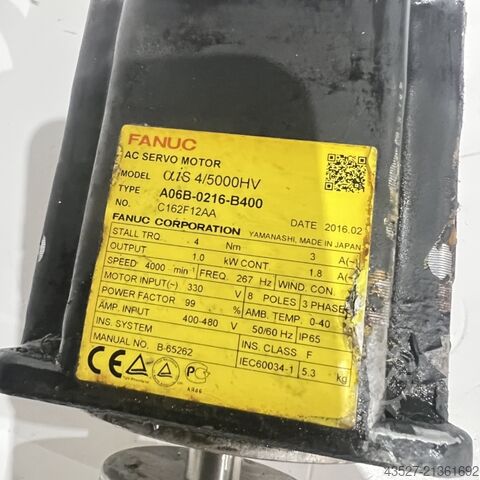 FANUC
AC SERVO MOTOR
MODEL αiS 4/5000HV
TYPE A06B-0216-B400
NO. C162F12AA DATE 2016.02
FANUC CORPORATION YAMANASHI, MADE IN JAPAN
STALL TRQ. 4 Nm 3 A(~)
OUTPUT 1.0 kW CONT. 1.8 A(~)
SPEED 4000 min⁻¹ FREQ. 267 Hz WIND. CON
MOTOR INPUT(~) 330 V 8 POLES 3 PHASE
POWER FACTOR 99 % AMB. TEMP. 0-40
AMP. INPUT 400-480 V 50/60 Hz IP65
INS. SYSTEM INS. CLASS F
MANUAL NO. B-65262 IEC60034-1 5.3 kg
CE
43527-21361692